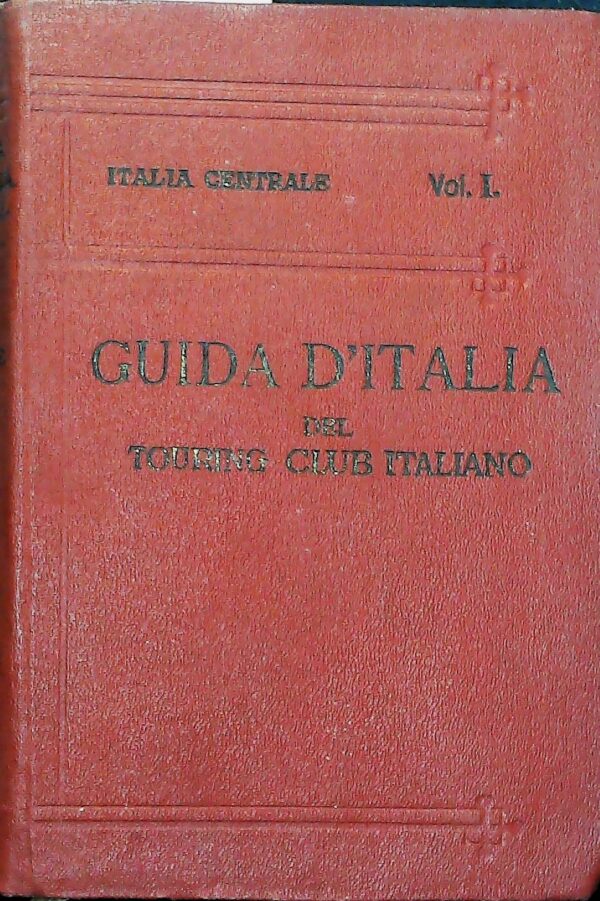 ITALIA CENTRALE Vol. I.
GUIDA D'ITALIA
DEL
TOURING CLUB ITALIANO